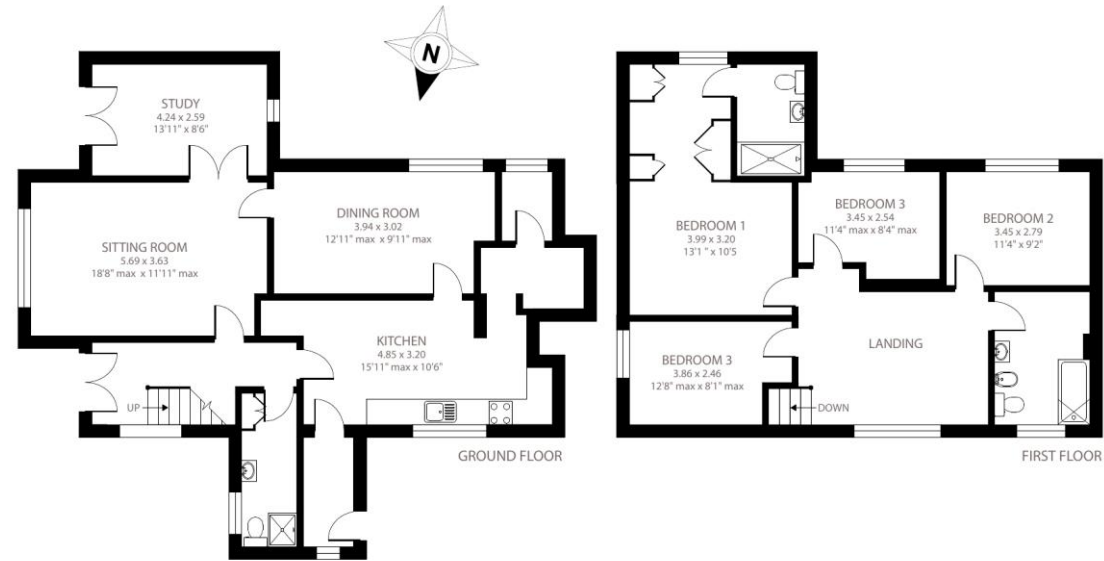 N
STUDY
4.24 x 2.59
13'11" x 8'6"
SITTING ROOM
5.69 x 3.63
18'8" max x 11'11" max
DINING ROOM
3.94 x 3.02
12'11" max x 9'11" max
KITCHEN
4.85 x 3.20
15'11" max x 10'6"
UP
GROUND FLOOR
BEDROOM 1
3.99 x 3.20
13'1 " x 10'5
BEDROOM 3
3.45 x 2.54
11'4" max x 8'4" max
BEDROOM 2
3.45 x 2.79
11'4" x 9'2"
BEDROOM 3
3.86 x 2.46
12'8" max x 8'1" max
LANDING
DOWN
FIRST FLOOR